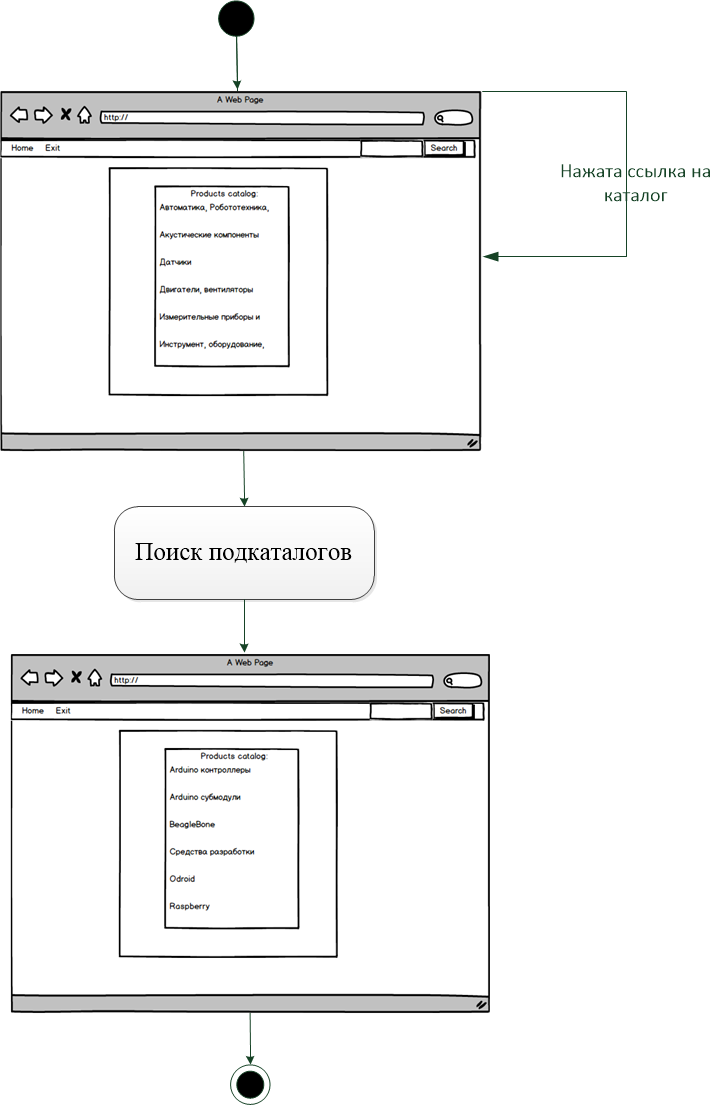 A Web Page
http://
Home Exit Search
Нажата ссылка на
каталог
Products catalog:
Автоматика, Робототехника,
Акустические компоненты
Датчики
Двигатели, вентиляторы
Измерительные приборы и
Инструмент, оборудование,
Поиск подкаталогов
A Web Page
http://
Home Exit Search
Products catalog:
Arduino контроллеры
Arduino субмодули
BeagleBone
Средства разработки
Odroid
Raspberry